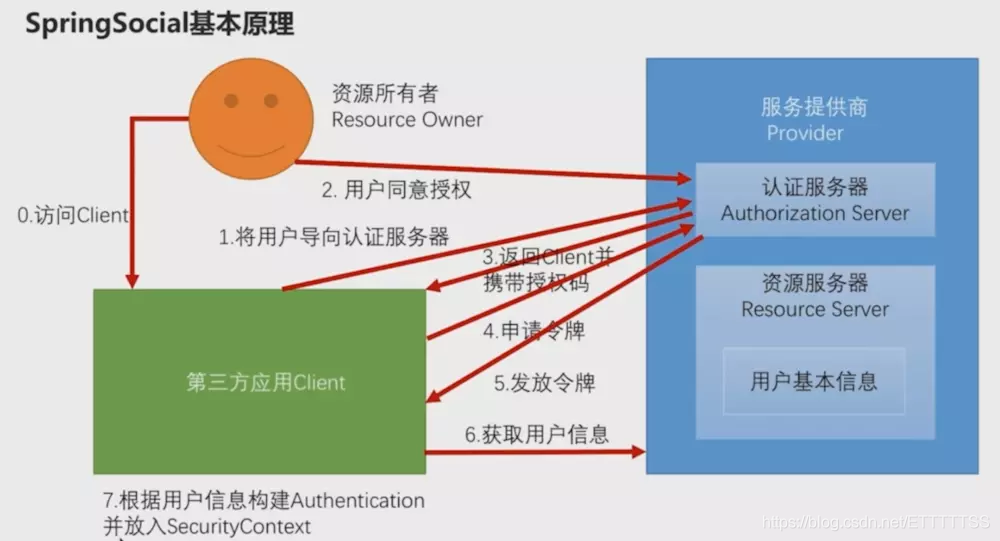 SpringSocial基本原理
资源所有者
Resource Owner
服务提供商
Provider
2. 用户同意授权
认证服务器
Authorization Server
0.访问Client
1.将用户导向认证服务器
3.返回Client并
携带授权码
资源服务器
Resource Server
4.申请令牌
第三方应用Client
5.发放令牌
用户基本信息
6.获取用户信息
7.根据用户信息构建Authentication
并放入SecurityContext
https://blog.csdn.net/ETTTTTSS